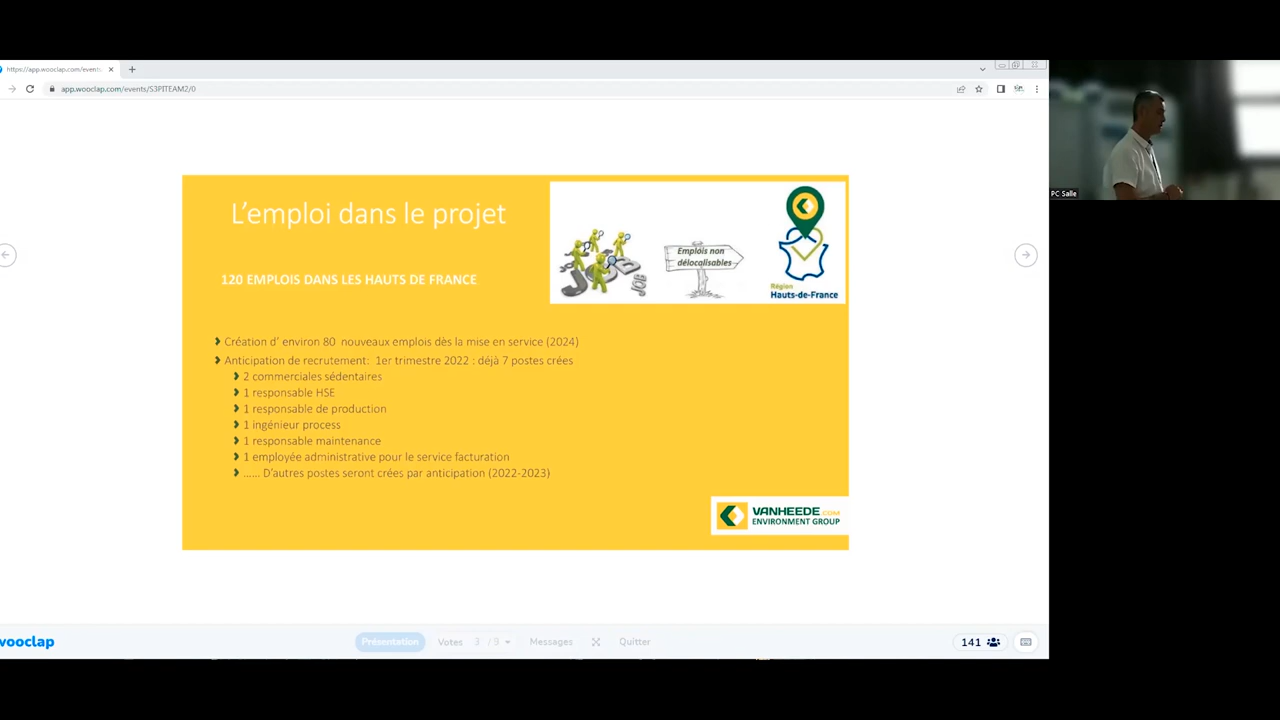 https://app.wooclap.com/events
app.wooclap.com/events/S3PITEAM2/0
L'emploi dans le projet
120 EMPLOIS DANS LES HAUTS DE FRANCE
JOB
JOB
Emplois non
délocalisables
Région
Hauts-de-France
Création d' environ 80 nouveaux emplois dès la mise en service (2024)
Anticipation de recrutement: 1er trimestre 2022 : déjà 7 postes crées
2 commerciales sédentaires
1 responsable HSE
1 responsable de production
1 ingénieur process
1 responsable maintenance
1 employée administrative pour le service facturation
...... D'autres postes seront crées par anticipation (2022-2023)
VANHEEDE.COM
ENVIRONMENT GROUP
PC Salle
wooclap
Présentation Votes 3 / 9 Messages Quitter
141